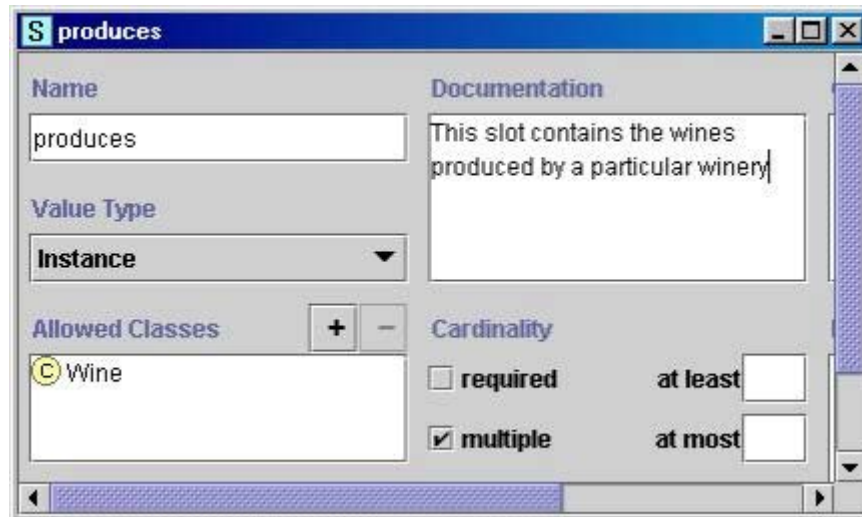 S produces
Name
produces
Documentation
This slot contains the wines
produced by a particular winery
Value Type
Instance
Allowed Classes + −
C Wine
Cardinality
required at least
multiple at most